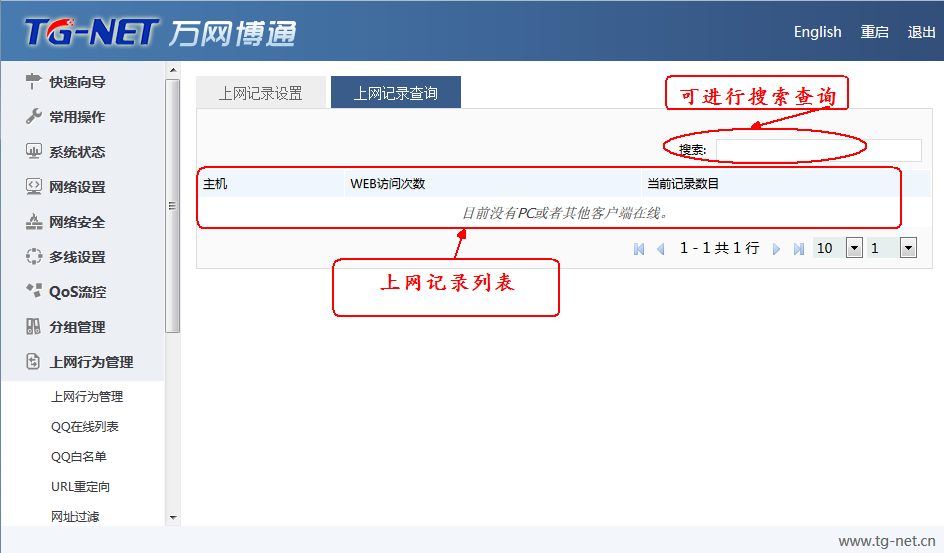 TG-NET 万网博通
English 重启 退出
快速向导
常用操作
系统状态
网络设置
网络安全
多线设置
QoS流控
分组管理
上网行为管理
上网行为管理
QQ在线列表
QQ白名单
URL重定向
网址过滤
上网记录设置 上网记录查询
可进行搜索查询
搜索:
主机 WEB访问次数 当前记录数目
目前没有PC或者其他客户端在线。
1 - 1 共 1 行 10 1
上网记录列表
www.tg-net.cn